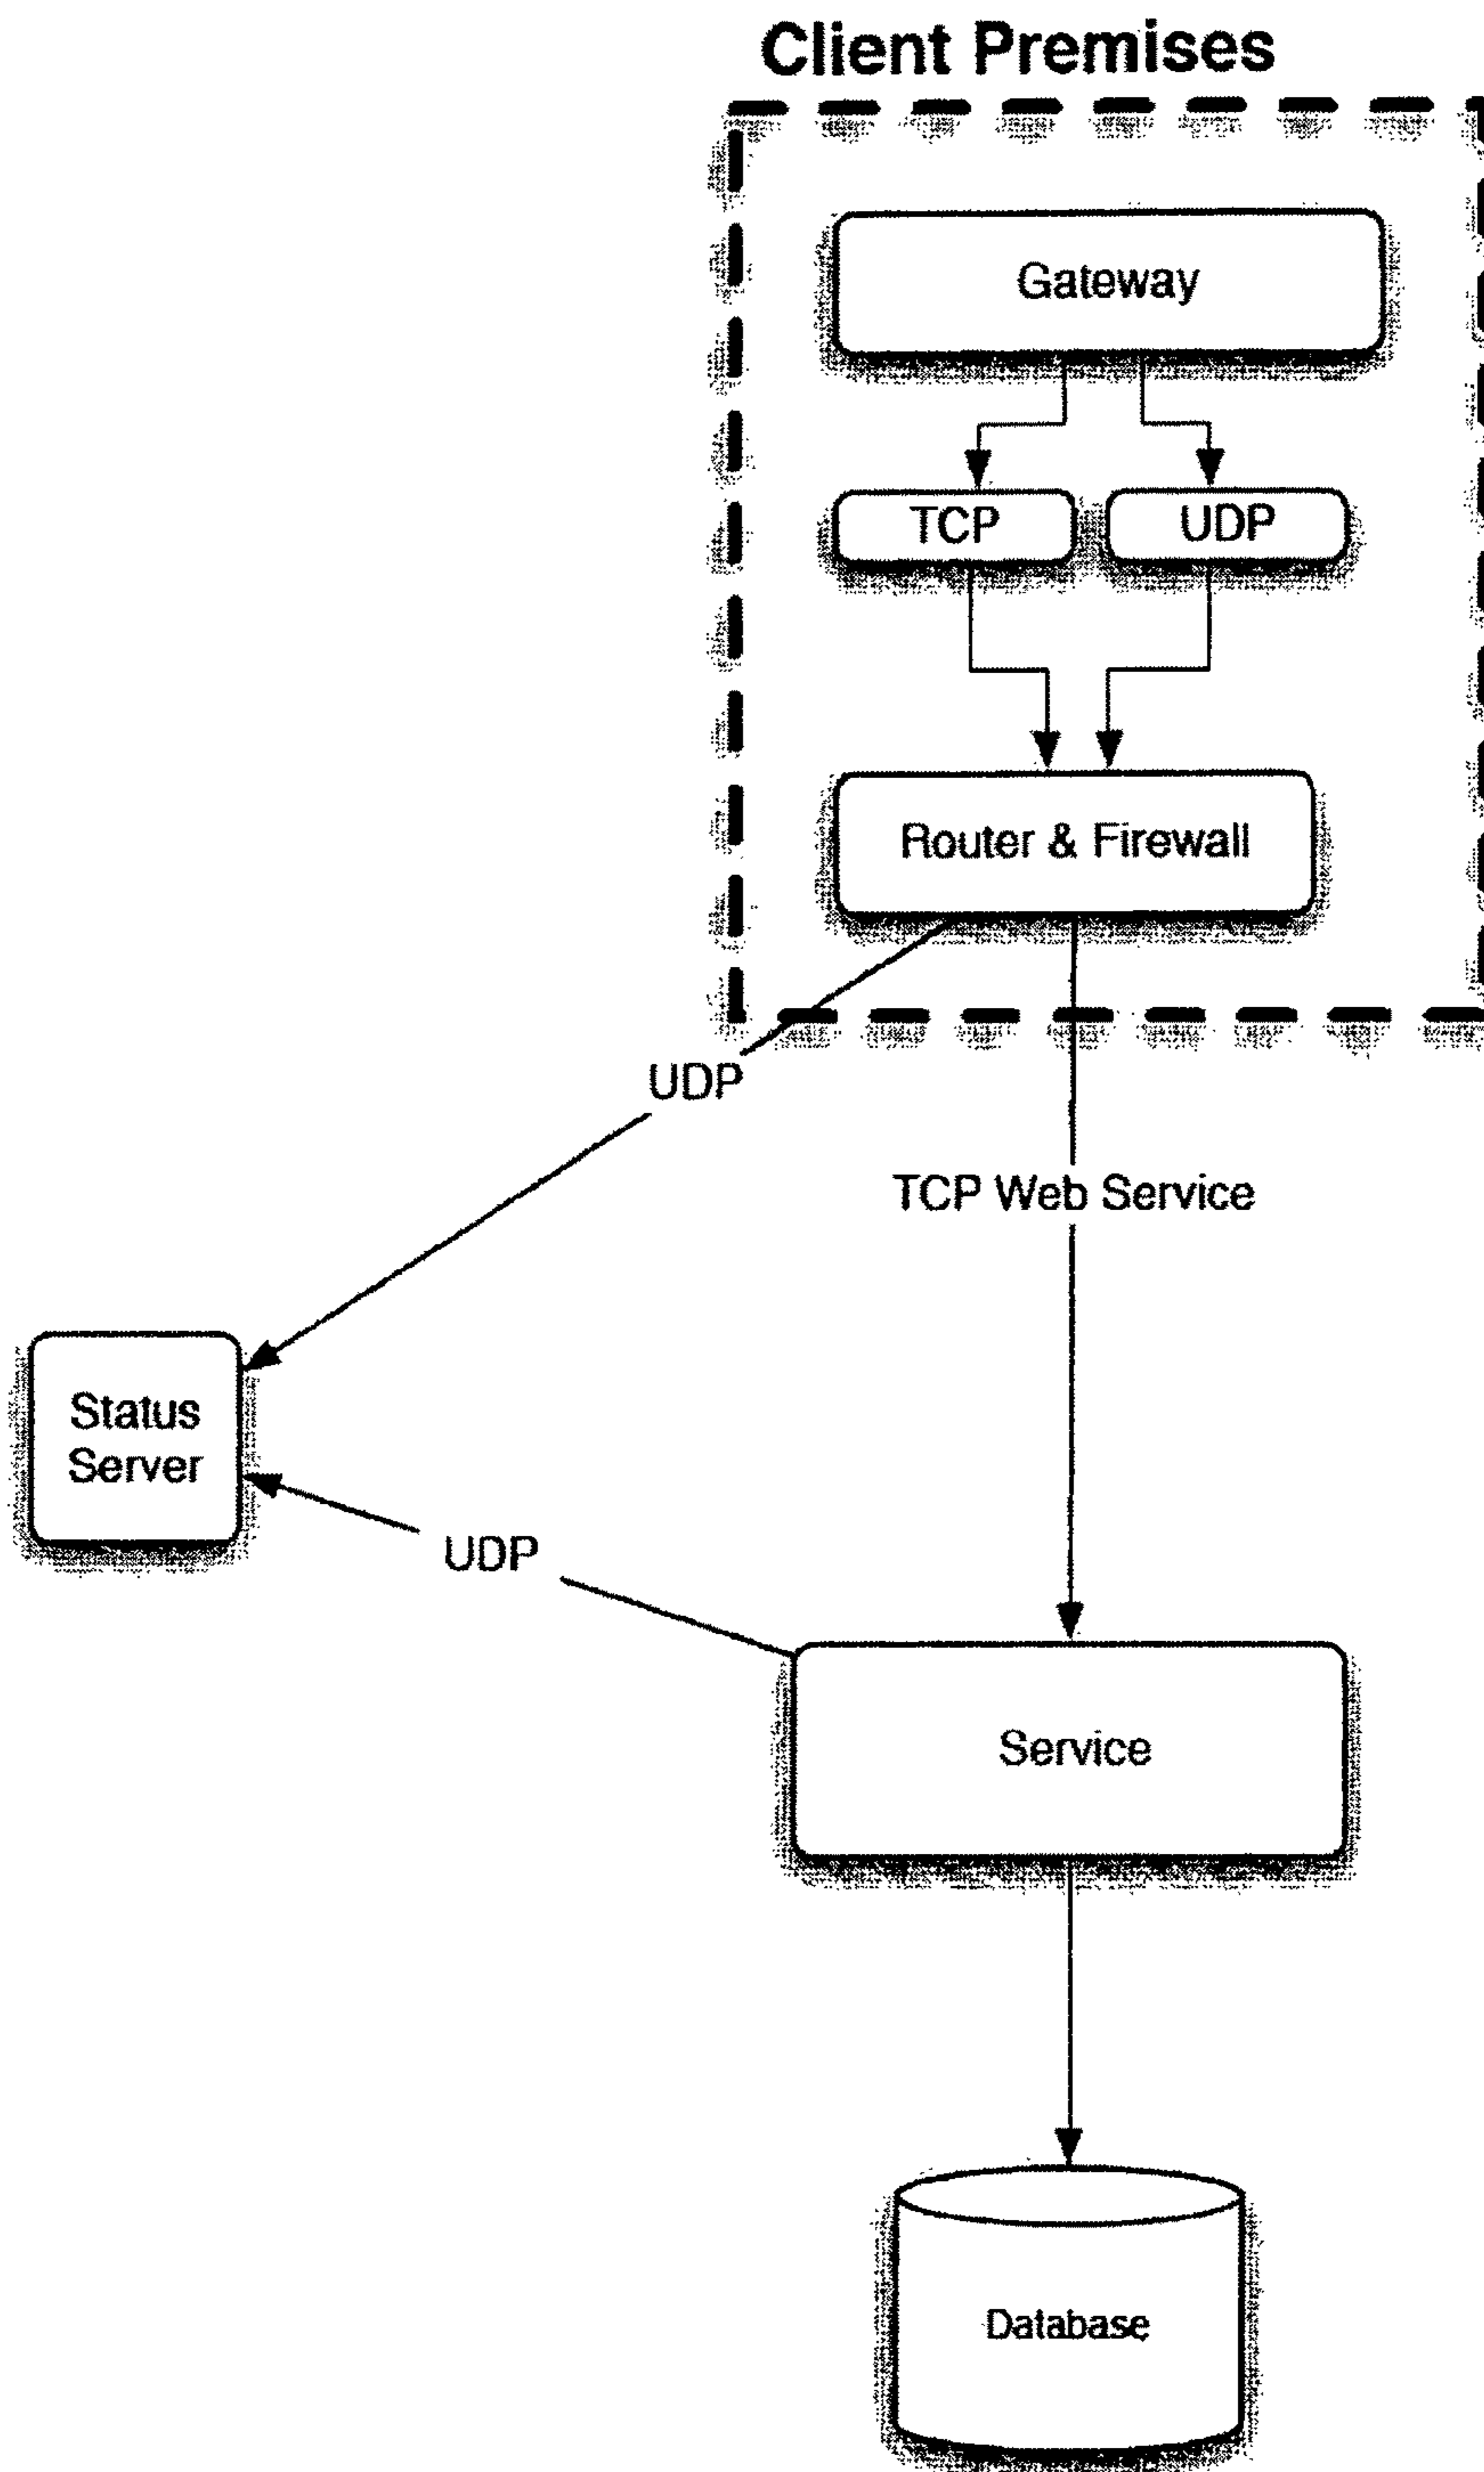 Client Premises
Gateway
TCP
UDP
Router & Firewall
UDP
TCP Web Service
Status
Server
UDP
Service
Database